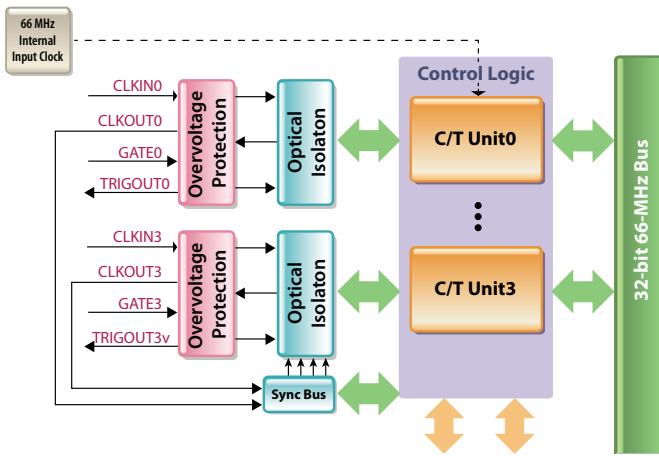 66 MHz
Internal
Input Clock
Control Logic
CLKIN0
CLKOUT0
GATE0
TRIGOUT0
Overvoltage
Protection
Optical
Isolaton
C/T Unit0
CLKIN3
CLKOUT3
GATE3
TRIGOUT3v
Overvoltage
Protection
Optical
Isolaton
C/T Unit3
Sync Bus
32-bit 66-MHz Bus